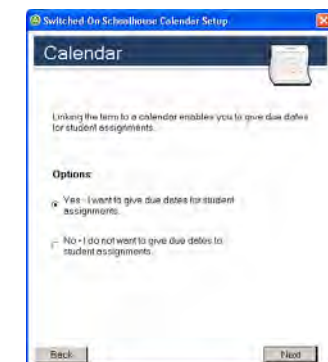 Switched-On Schoolhouse Calendar Setup
Calendar
Linking the term to a calendar enables you to give due dates
for student assignments.
Options:
Yes - I want to give due dates for student
assignments.
No - I do not want to give due dates to
student assignments.
Back
Next